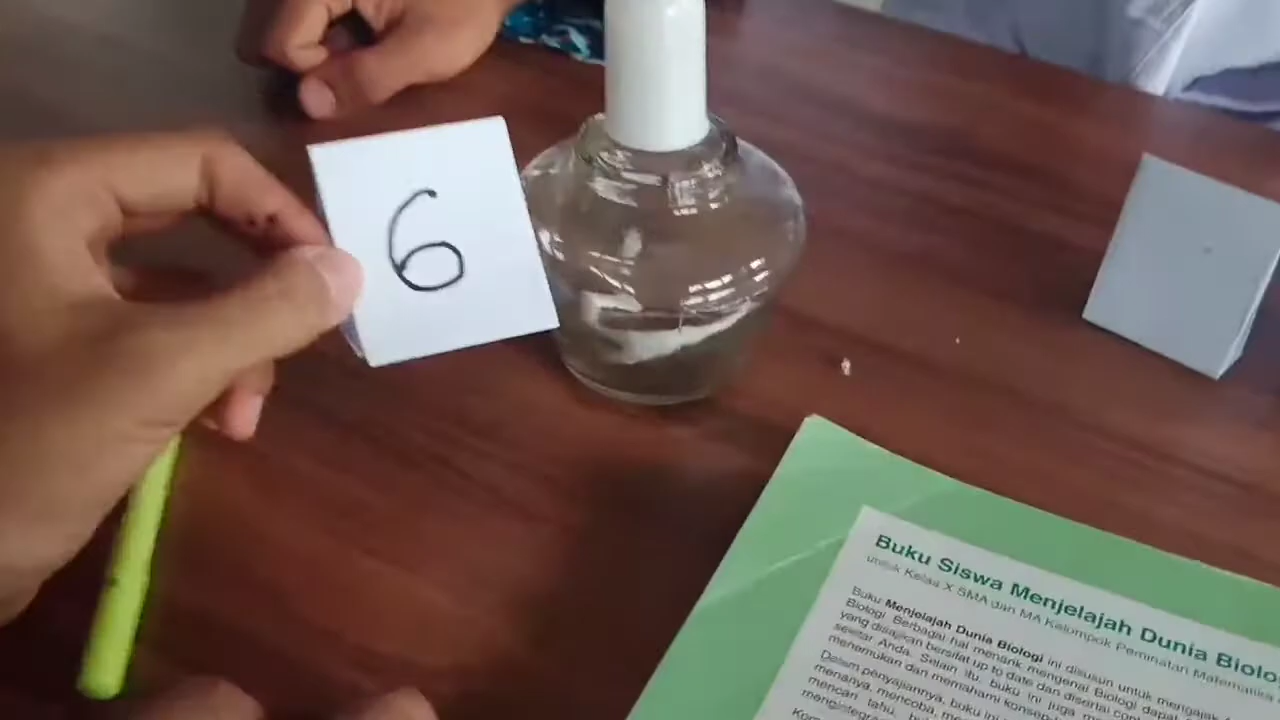 6
Buku Siswa Menjelajah Dunia Biolo
untuk Kelas X SMA dan MA Kelompok Peminatan Matematika
Buku Menjelajah Dunia Biologi ini disusun untuk mengajak
Biologi. Berbagai hal menarik mengenai Biologi dapat
yang disajikan bersifat up to date dan disertai con
sekitar Anda. Selain itu, buku ini juga
menemukan dan memahami konsep
Dalam penyajiannya, buku ini
menanya, mencoba,
mencari tahu,
mengintegra